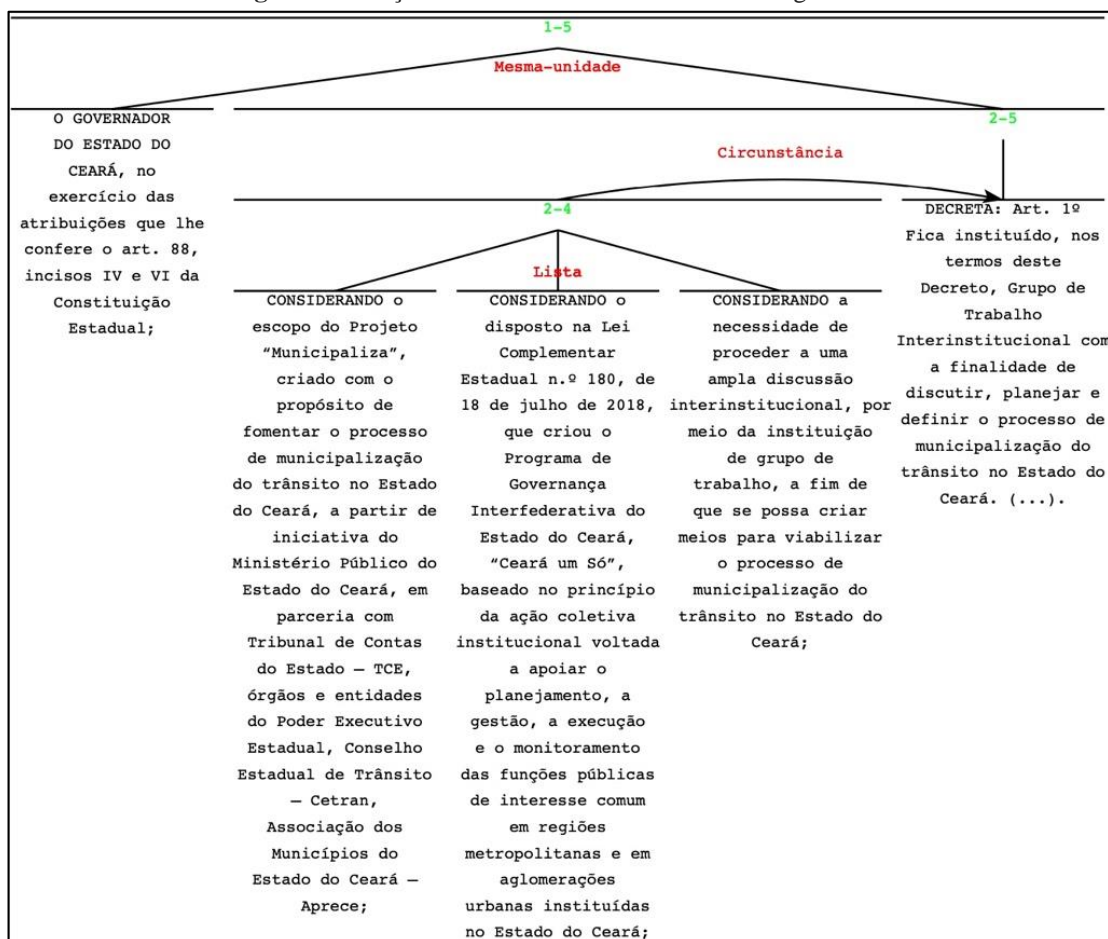 1-5
Mesma-unidade
O GOVERNADOR
DO ESTADO DO
CEARÁ, no
exercício das
atribuições que lhe
confere o art. 88,
incisos IV e VI da
Constituição
Estadual;
2-5
Circunstância
2-4
Lista
CONSIDERANDO o
escopo do Projeto
“Municipaliza”,
criado com o
propósito de
fomentar o processo
de municipalização
do trânsito no Estado
do Ceará, a partir de
iniciativa do
Ministério Público do
Estado do Ceará, em
parceria com
Tribunal de Contas
do Estado – TCE,
órgãos e entidades
do Poder Executivo
Estadual, Conselho
Estadual de Trânsito
– Cetran,
Associação dos
Municípios do
Estado do Ceará –
Aprece;
CONSIDERANDO o
disposto na Lei
Complementar
Estadual n.º 180, de
18 de julho de 2018,
que criou o
Programa de
Governança
Interfederativa do
Estado do Ceará,
“Ceará um Só”,
baseado no princípio
da ação coletiva
institucional voltada
a apoiar o
planejamento, a
gestão, a execução
e o monitoramento
das funções públicas
de interesse comum
em regiões
metropolitanas e em
aglomerações
urbanas instituídas
no Estado do Ceará;
CONSIDERANDO a
necessidade de
proceder a uma
ampla discussão
interinstitucional, por
meio da instituição
de grupo de
trabalho, a fim de
que se possa criar
meios para viabilizar
o processo de
municipalização do
trânsito no Estado do
Ceará;
DECRETA: Art. 1º
Fica instituído, nos
termos deste
Decreto, Grupo de
Trabalho
Interinstitucional com
a finalidade de
discutir, planejar e
definir o processo de
municipalização do
trânsito no Estado do
Ceará. (...).